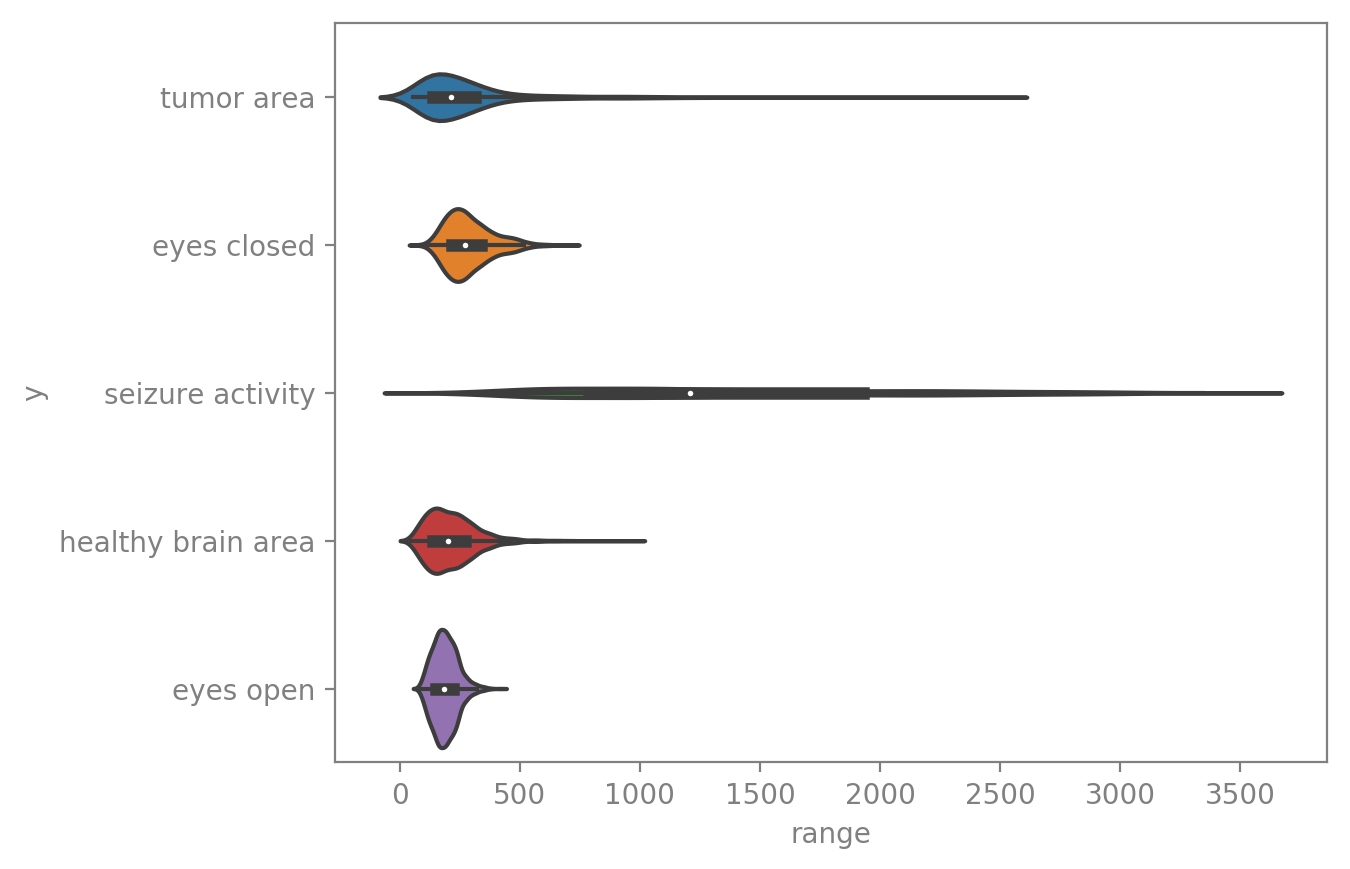 tumor area
eyes closed
y
seizure activity
healthy brain area
eyes open
0 500 1000 1500 2000 2500 3000 3500
range